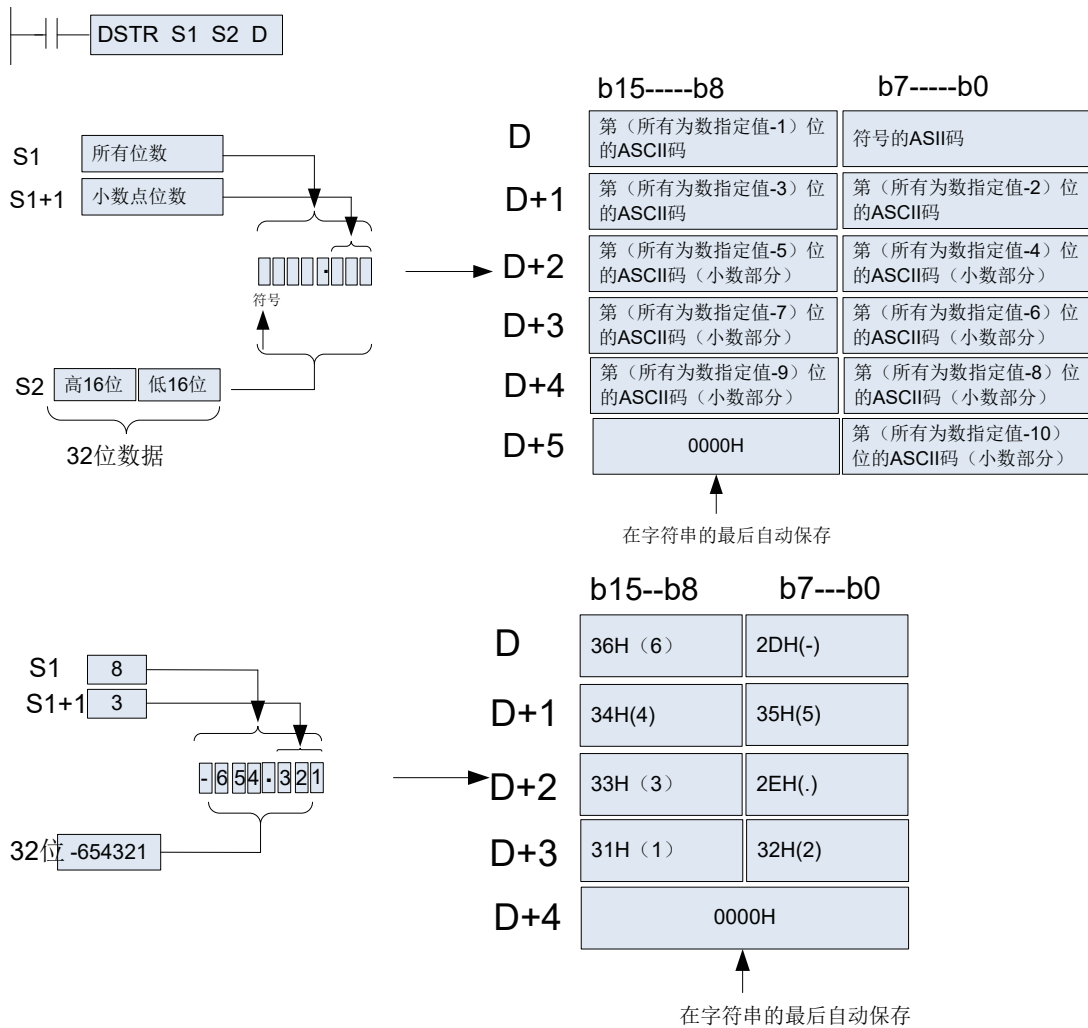 DSTR S1 S2 D
b15-----b8
b7-----b0
S1
所有位数
S1+1
小数点位数
符号
S2
高16位
低16位
32位数据
D
第（所有为数指定值-1）位
的ASCII码
符号的ASII码
D+1
第（所有为数指定值-3）位
的ASCII码
第（所有为数指定值-2）位
的ASCII码
D+2
第（所有为数指定值-5）位
的ASCII码（小数部分）
第（所有为数指定值-4）位
的ASCII码（小数部分）
D+3
第（所有为数指定值-7）位
的ASCII码（小数部分）
第（所有为数指定值-6）位
的ASCII码（小数部分）
D+4
第（所有为数指定值-9）位
的ASCII码（小数部分）
第（所有为数指定值-8）位
的ASCII码（小数部分）
D+5
0000H
第（所有为数指定值-10）
位的ASCII码（小数部分）
在字符串的最后自动保存
b15--b8
b7---b0
S1
8
S1+1
3
-654.321
32位
-654321
D
36H（6）
2DH(-)
D+1
34H(4)
35H(5)
D+2
33H（3）
2EH(.)
D+3
31H（1）
32H(2)
D+4
0000H
在字符串的最后自动保存